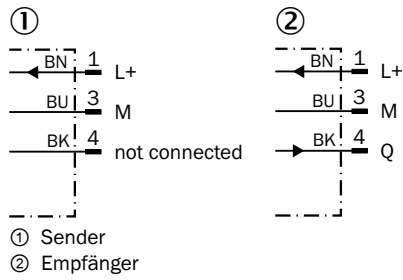 ① ②
BN 1 L+ BN 1 L+
BU 3 M BU 3 M
BK 4 not connected BK 4 Q
① Sender
② Empfänger